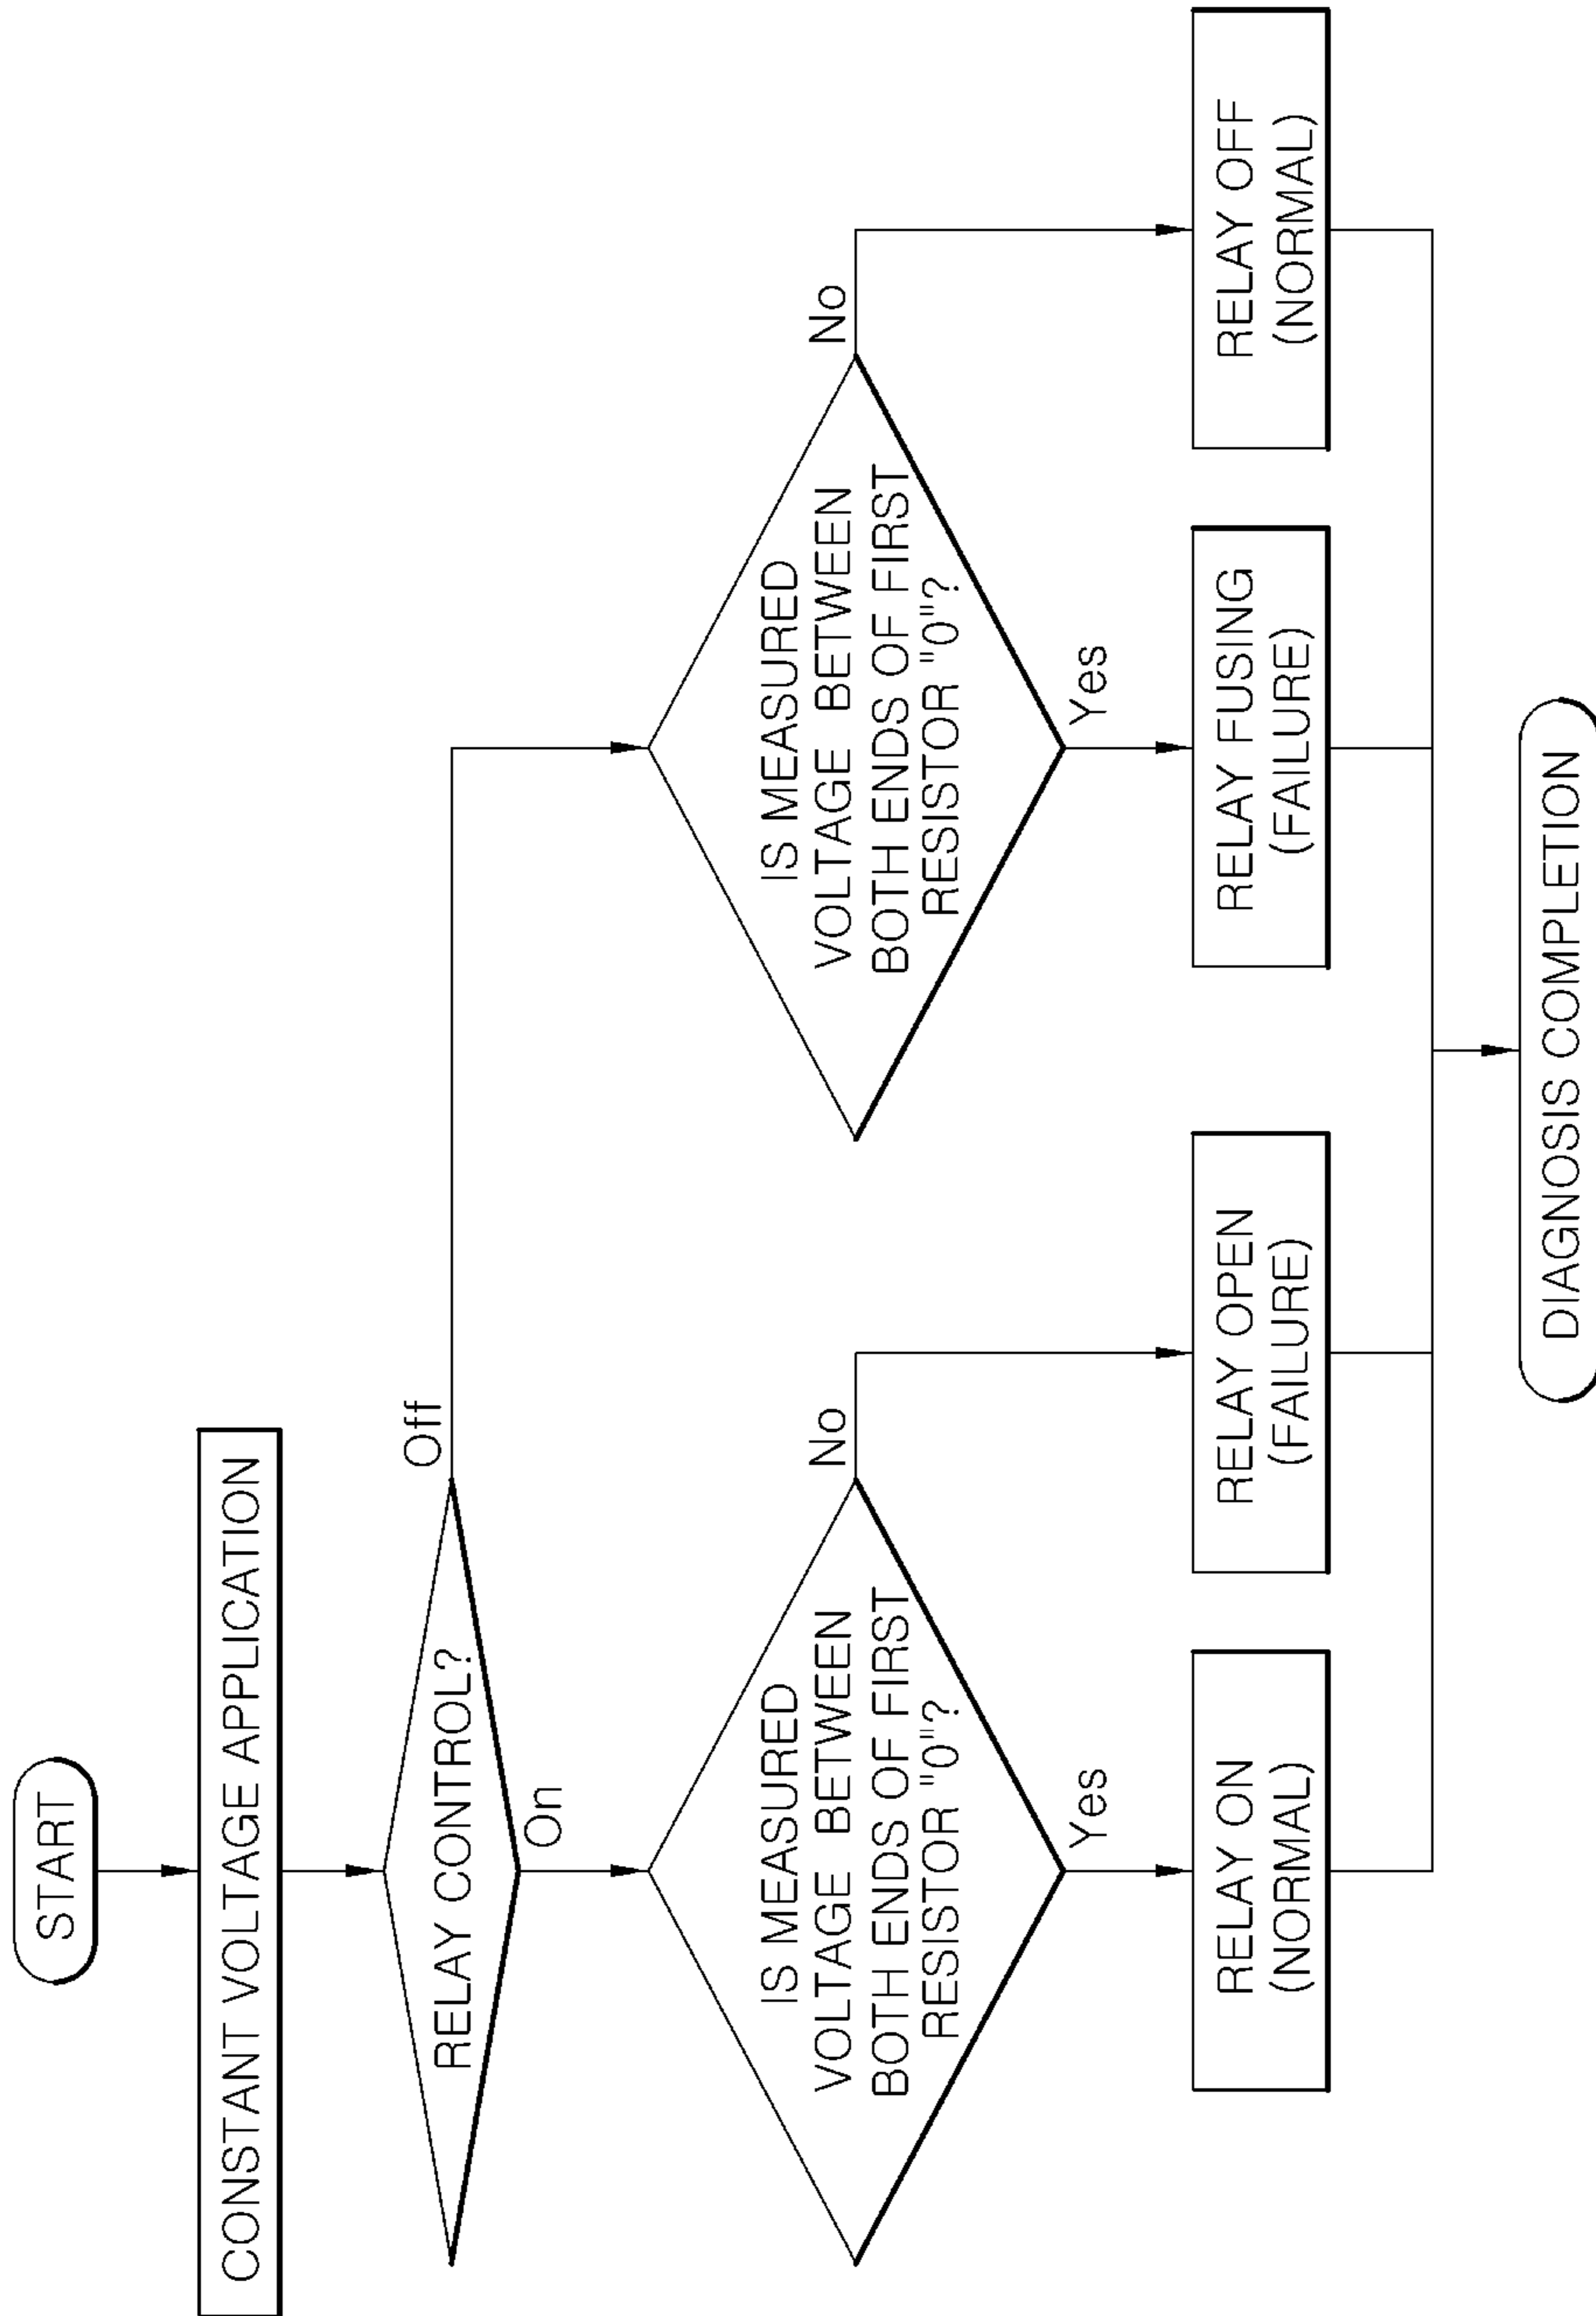 START
CONSTANT VOLTAGE APPLICATION
RELAY CONTROL?
Off
On
IS MEASURED
VOLTAGE BETWEEN
BOTH ENDS OF FIRST
RESISTOR "0"?
No
Yes
IS MEASURED
VOLTAGE BETWEEN
BOTH ENDS OF FIRST
RESISTOR "0"?
No
Yes
RELAY ON
(NORMAL)
RELAY OPEN
(FAILURE)
RELAY FUSING
(FAILURE)
RELAY OFF
(NORMAL)
DIAGNOSIS COMPLETION